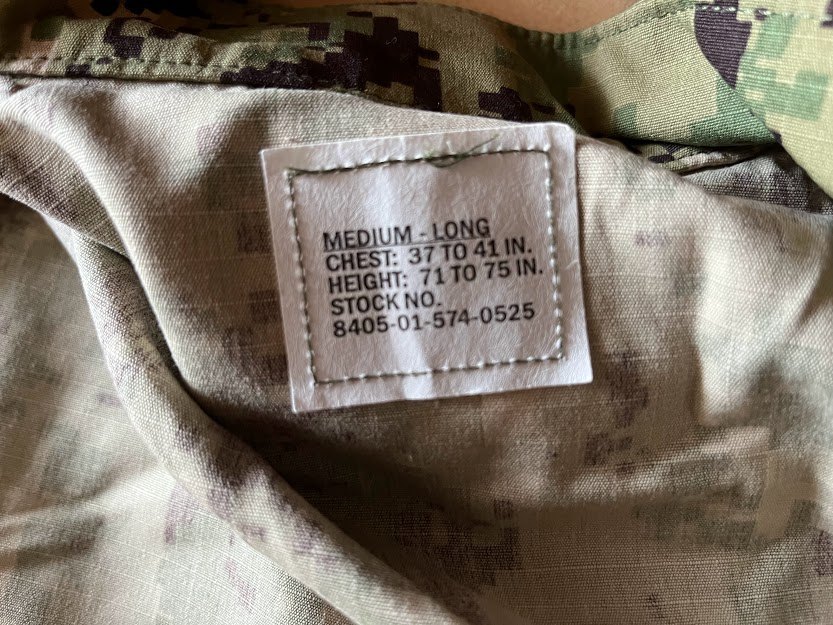 MEDIUM - LONG
CHEST: 37 TO 41 IN.
HEIGHT: 71 TO 75 IN.
STOCK NO.
8405-01-574-0525